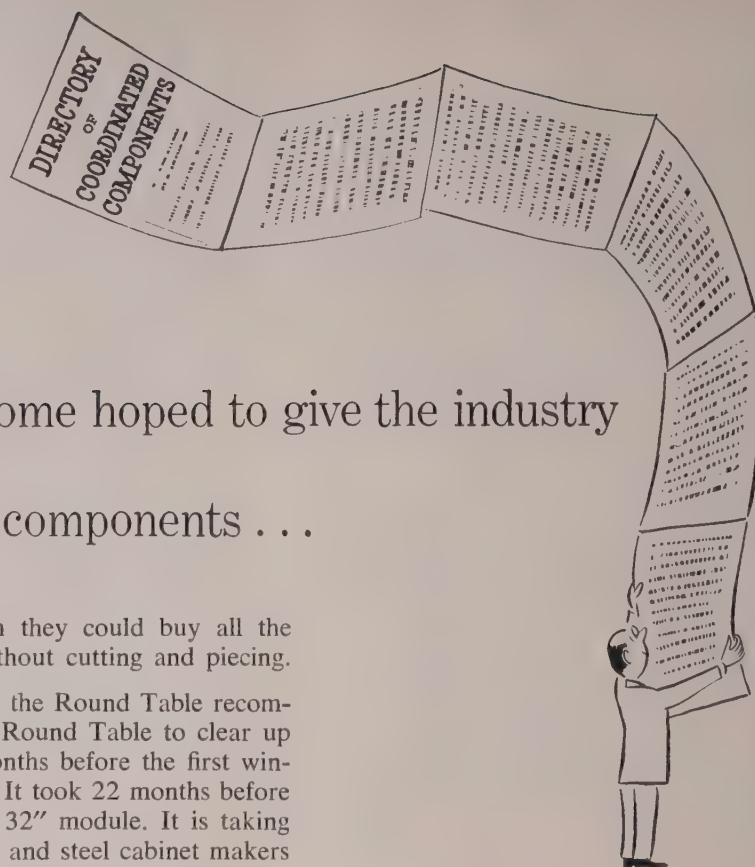 DIRECTORY
OF
COORDINATED
COMPONENTS
ome hoped to give the industry
components . . .
n they could buy all the
thout cutting and piecing.
the Round Table recom-
Round Table to clear up
onths before the first win-
It took 22 months before
32″ module. It is taking
and steel cabinet makers